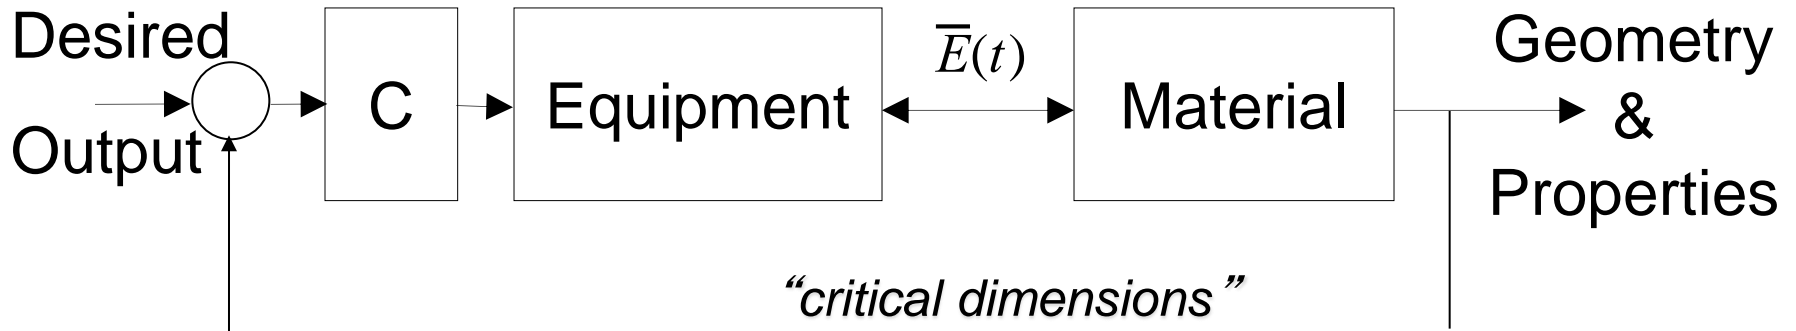 Desired
Output
C
Equipment
E̅(t)
Material
Geometry
&
Properties
“critical dimensions”